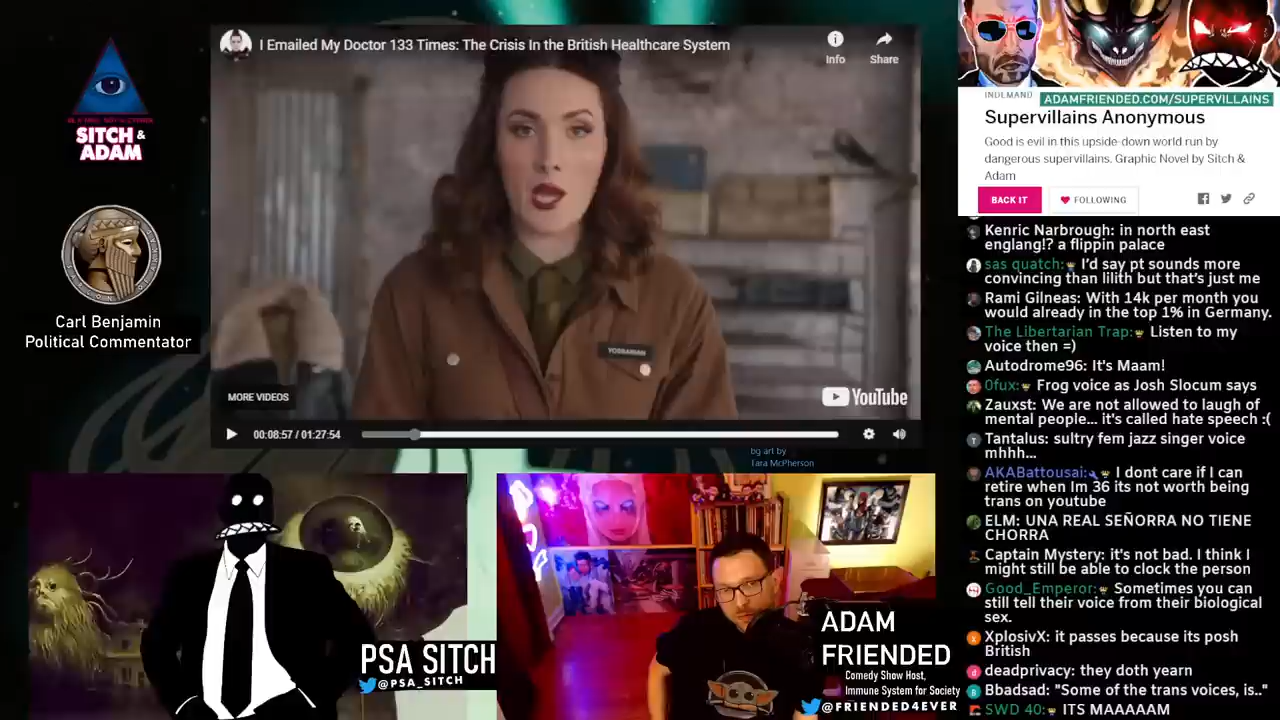 I Emailed My Doctor 133 Times: The Crisis In the British Healthcare System
Info
Share
SITCH &
ADAM
Carl Benjamin
Political Commentator
YOSSARIAN
MORE VIDEOS
YouTube
00:08:57 / 01:27:54
bg art by
Tara McPherson
PSA SITCH
@PSA_SITCH
ADAM
FRIENDED
Comedy Show Host,
Immune System for Society
@FRIENDED4EVER
INDEMAND
ADAMFRIENDED.COM/SUPERVILLAINS
Supervillains Anonymous
Good is evil in this upside-down world run by
dangerous supervillains. Graphic Novel by Sitch &
Adam
BACK IT
FOLLOWING
Kenric Narbrough: in north east
englang!? a flippin palace
sas quatch: I'd say pt sounds more
convincing than lilith but that's just me
Rami Gilneas: With 14k per month you
would already in the top 1% in Germany.
The Libertarian Trap: Listen to my
voice then =)
Autodrome96: It's Maam!
0fux: Frog voice as Josh Slocum says
Zauxst: We are not allowed to laugh of
mental people... it's called hate speech :(
Tantalus: sultry fem jazz singer voice
mhhh...
AKABattousai: I dont care if I can
retire when Im 36 its not worth being
trans on youtube
ELM: UNA REAL SEÑORRA NO TIENE
CHORRA
Captain Mystery: it's not bad. I think I
might still be able to clock the person
Good_Emperor: Sometimes you can
still tell their voice from their biological
sex.
XplosivX: it passes because its posh
British
deadprivacy: they doth yearn
Bbadsad: "Some of the trans voices, is.."
SWD 40: ITS MAAAAAM